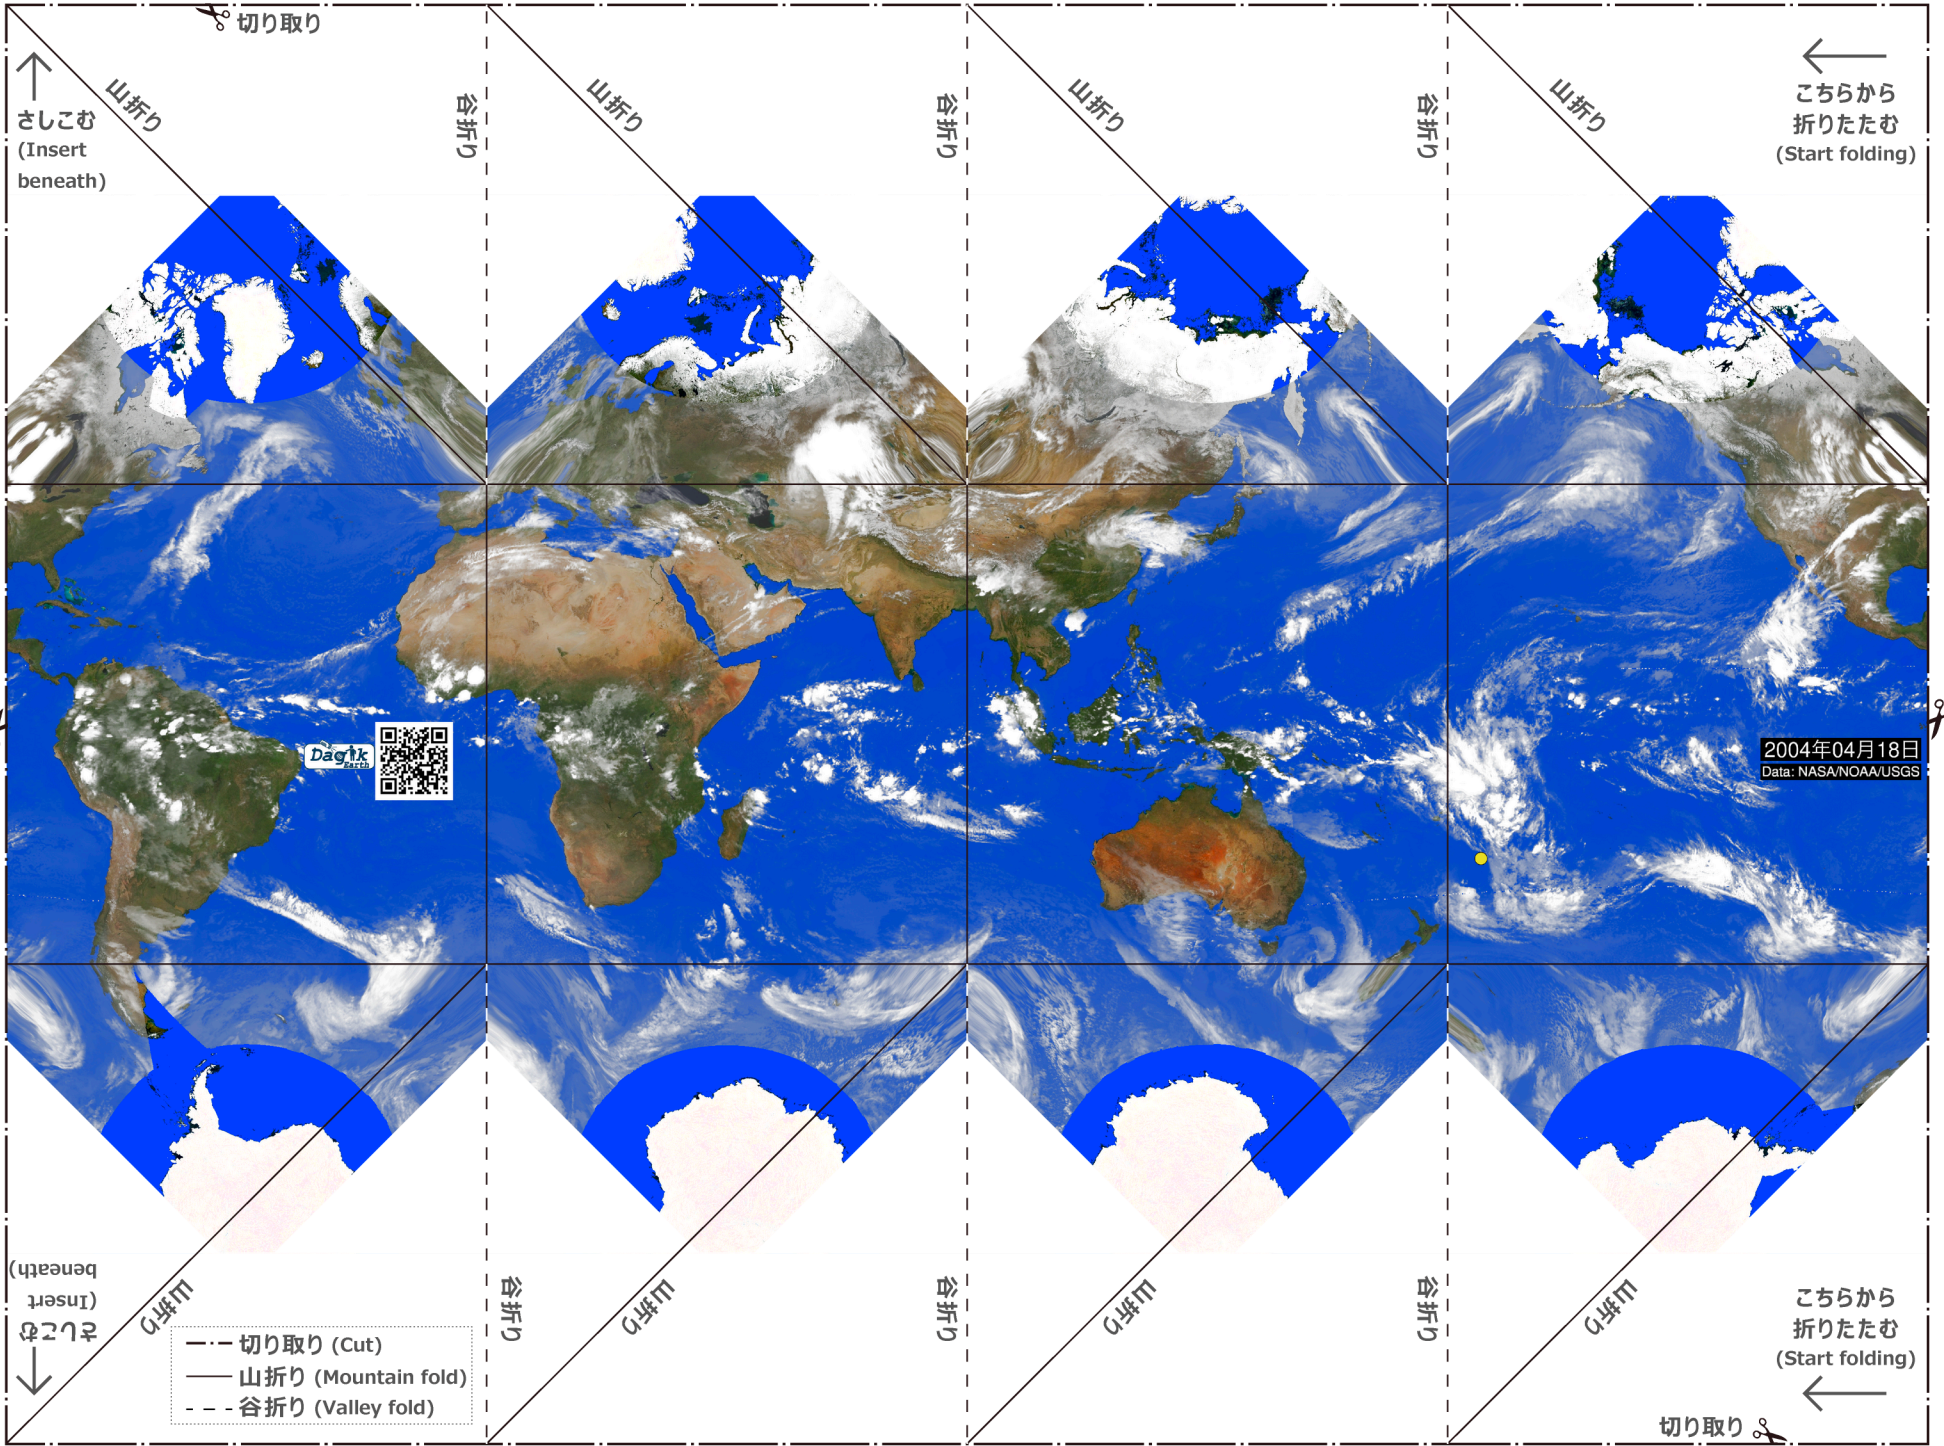 切り取り
山折り
谷折り
山折り
谷折り
山折り
谷折り
山折り
さしこむ
(Insert
beneath)
こちらから
折りたたむ
(Start folding)
Dagik
Earth
2004年04月18日
Data: NASA/NOAA/USGS
さしこむ
(Insert
beneath)
山折り
谷折り
山折り
谷折り
山折り
谷折り
山折り
こちらから
折りたたむ
(Start folding)
切り取り (Cut)
山折り (Mountain fold)
谷折り (Valley fold)
切り取り